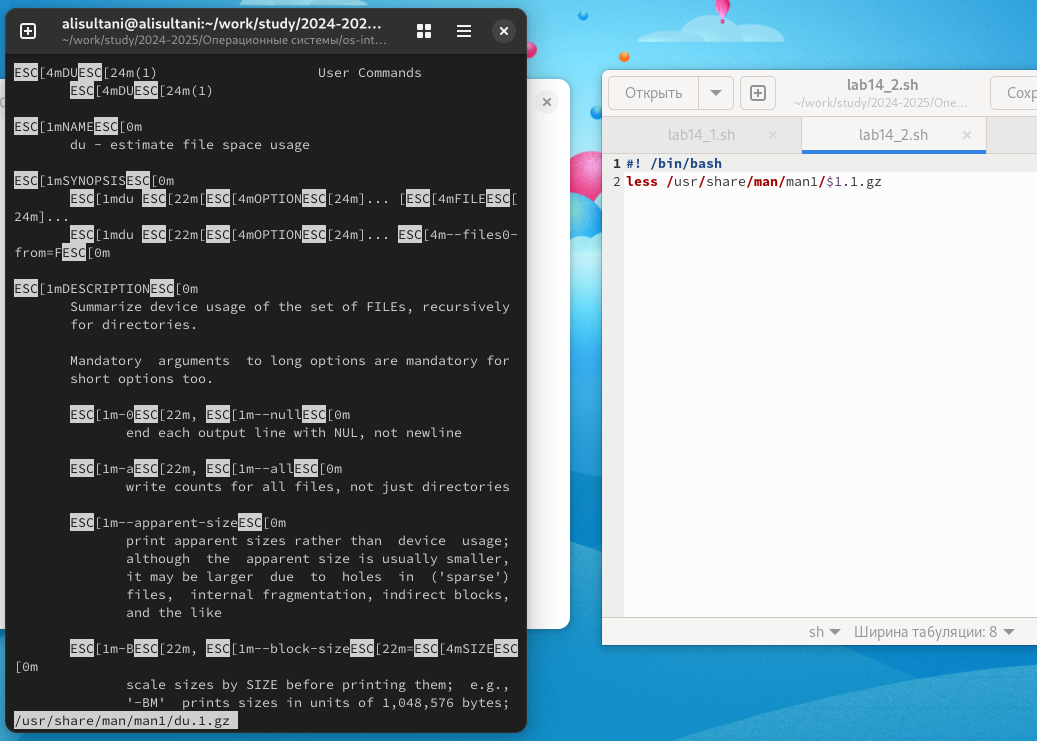 alisultani@alisultani:~/work/study/2024-202...
~/work/study/2024-2025/Операционные системы/os-int...
ESC[4mDUESC[24m(1)                    User Commands
       ESC[4mDUESC[24m(1)
ESC[1mNAMEESC[0m
       du - estimate file space usage
ESC[1mSYNOPSISESC[0m
       ESC[1mdu ESC[22m[ESC[4mOPTIONESC[24m]... [ESC[4mFILEESC[
24m]...
       ESC[1mdu ESC[22m[ESC[4mOPTIONESC[24m]... ESC[4m--files0-
from=FESC[0m
ESC[1mDESCRIPTIONESC[0m
       Summarize device usage of the set of FILEs, recursively
       for directories.
       Mandatory  arguments  to long options are mandatory for
       short options too.
       ESC[1m-0ESC[22m, ESC[1m--nullESC[0m
              end each output line with NUL, not newline
       ESC[1m-aESC[22m, ESC[1m--allESC[0m
              write counts for all files, not just directories
       ESC[1m--apparent-sizeESC[0m
              print apparent sizes rather than  device  usage;
              although  the  apparent size is usually smaller,
              it may be larger  due  to  holes  in  ('sparse')
              files,  internal fragmentation, indirect blocks,
              and the like
       ESC[1m-BESC[22m, ESC[1m--block-sizeESC[22m=ESC[4mSIZEESC
[0m
              scale sizes by SIZE before printing them;  e.g.,
              '-BM'  prints sizes in units of 1,048,576 bytes;
/usr/share/man/man1/du.1.gz
Открыть
lab14_2.sh
~/work/study/2024-2025/Опе...
Сохр
lab14_1.sh
lab14_2.sh
1 #! /bin/bash
2 less /usr/share/man/man1/$1.1.gz
sh
Ширина табуляции: 8